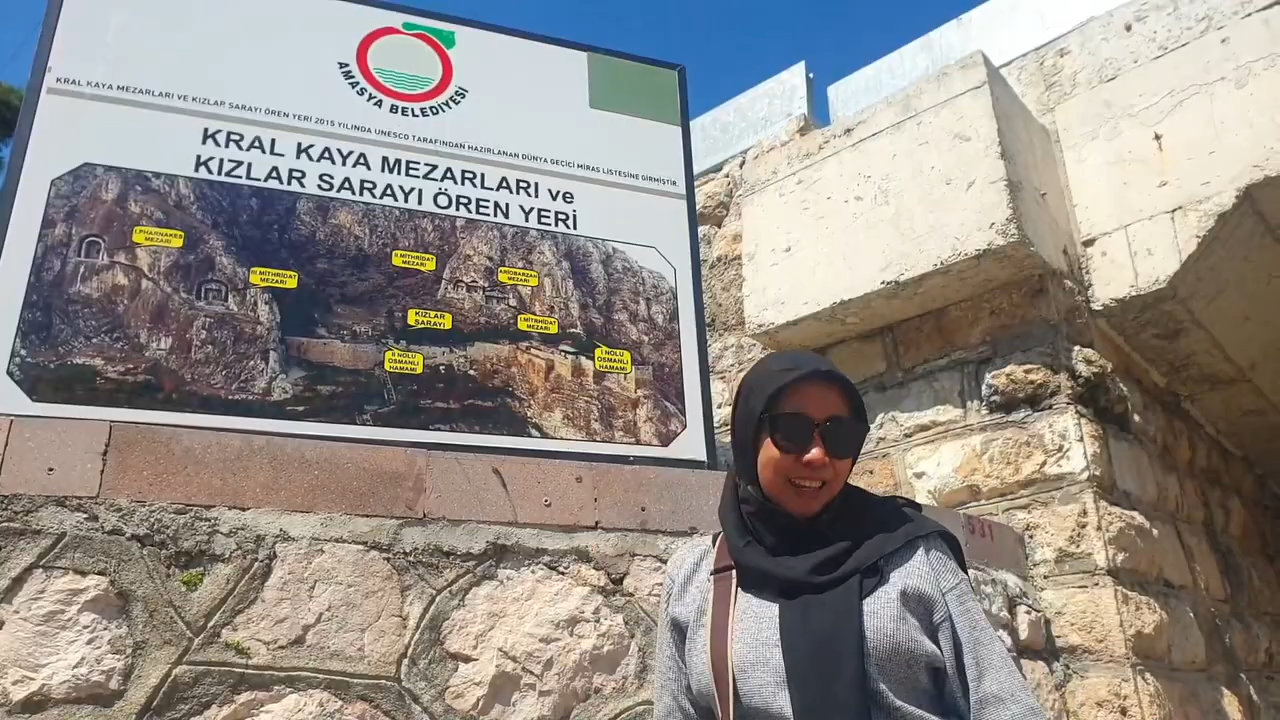 AMASYA BELEDİYESİ
KRAL KAYA MEZARLARI VE KIZLAR SARAYI ÖREN YERİ 2015 YILINDA UNESCO TARAFINDAN HAZIRLANAN DÜNYA GEÇİCİ MİRAS LİSTESİNE GİRMİŞTİR.
KRAL KAYA MEZARLARI ve
KIZLAR SARAYI ÖREN YERİ
I.PHARNAKES
MEZARI
III.MİTHRİDAT
MEZARI
II.MİTHRİDAT
MEZARI
ARİOBARZAN
MEZARI
KIZLAR
SARAYI
I.MİTRHİDAT
MEZARI
II NOLU
OSMANLI
HAMAMI
I NOLU
OSMANLI
HAMAMI
531